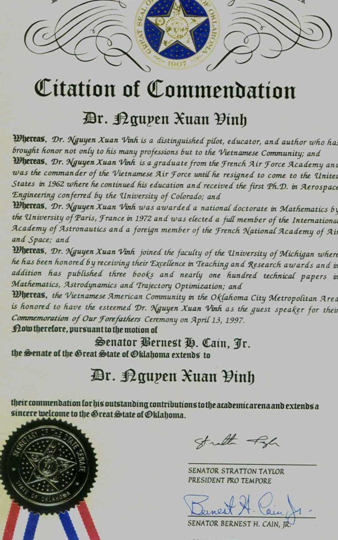 GREAT SEAL OF OKLAHOMA
1907
Citation of Commendation
Dr. Nguyen Xuan Vinh
Whereas, Dr. Nguyen Xuan Vinh is a distinguished pilot, educator, and author who has
brought honor not only to his many professions but to the Vietnamese Community; and
Whereas, Dr. Nguyen Xuan Vinh is a graduate from the French Air Force Academy and
was the commander of the Vietnamese Air Force until he resigned to come to the United
States in 1962 where he continued his education and received the first Ph.D. in Aerospace
Engineering conferred by the University of Colorado; and
Whereas, Dr. Nguyen Xuan Vinh was awarded a national doctorate in Mathematics by
the University of Paris, France in 1972 and was elected a full member of the International
Academy of Astronautics and a foreign member of the French National Academy of Air
and Space; and
Whereas, Dr. Nguyen Xuan Vinh joined the faculty of the University of Michigan where
he has been honored by receiving their Excellence in Teaching and Research awards and in
addition has published three books and nearly one hundred technical papers in
Mathematics, Astrodynamics and Trajectory Optimization; and
Whereas, the Vietnamese American Community in the Oklahoma City Metropolitan Area
is honored to have the esteemed Dr. Nguyen Xuan Vinh as the guest speaker for their
Commemoration of Our Forefathers Ceremony on April 13, 1997.
Now therefore, pursuant to the motion of
Senator Bernest H. Cain, Jr.
the Senate of the Great State of Oklahoma extends to
Dr. Nguyen Xuan Vinh
their commendation for his outstanding contributions to the academic arena and extends a
sincere welcome to the Great State of Oklahoma.
SENATOR STRATTON TAYLOR
PRESIDENT PRO TEMPORE
Bernest H. Cain Jr.
SENATOR BERNEST H. CAIN, JR.
STATE OF OKLAHOMA